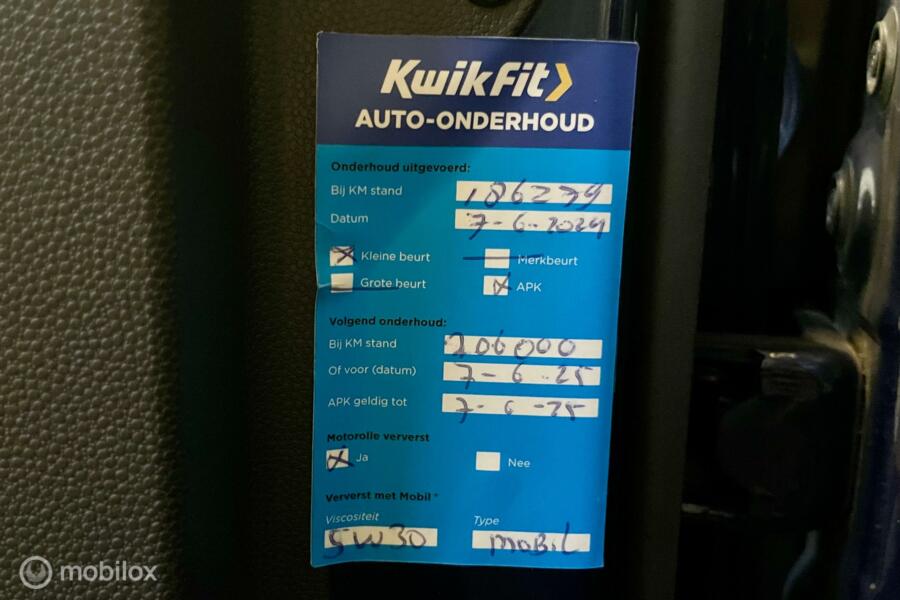 KwikFit
AUTO-ONDERHOUD
Onderhoud uitgevoerd:
Bij KM stand 186239
Datum 7-6-2024
Kleine beurt Merkbeurt
Grote beurt APK
Volgend onderhoud:
Bij KM stand 206000
Of voor (datum) 7-6-25
APK geldig tot 7-6-25
Motorolie ververst
Ja Nee
Ververst met Mobil*
Viscositeit Type
5W30 mobil
mobilox